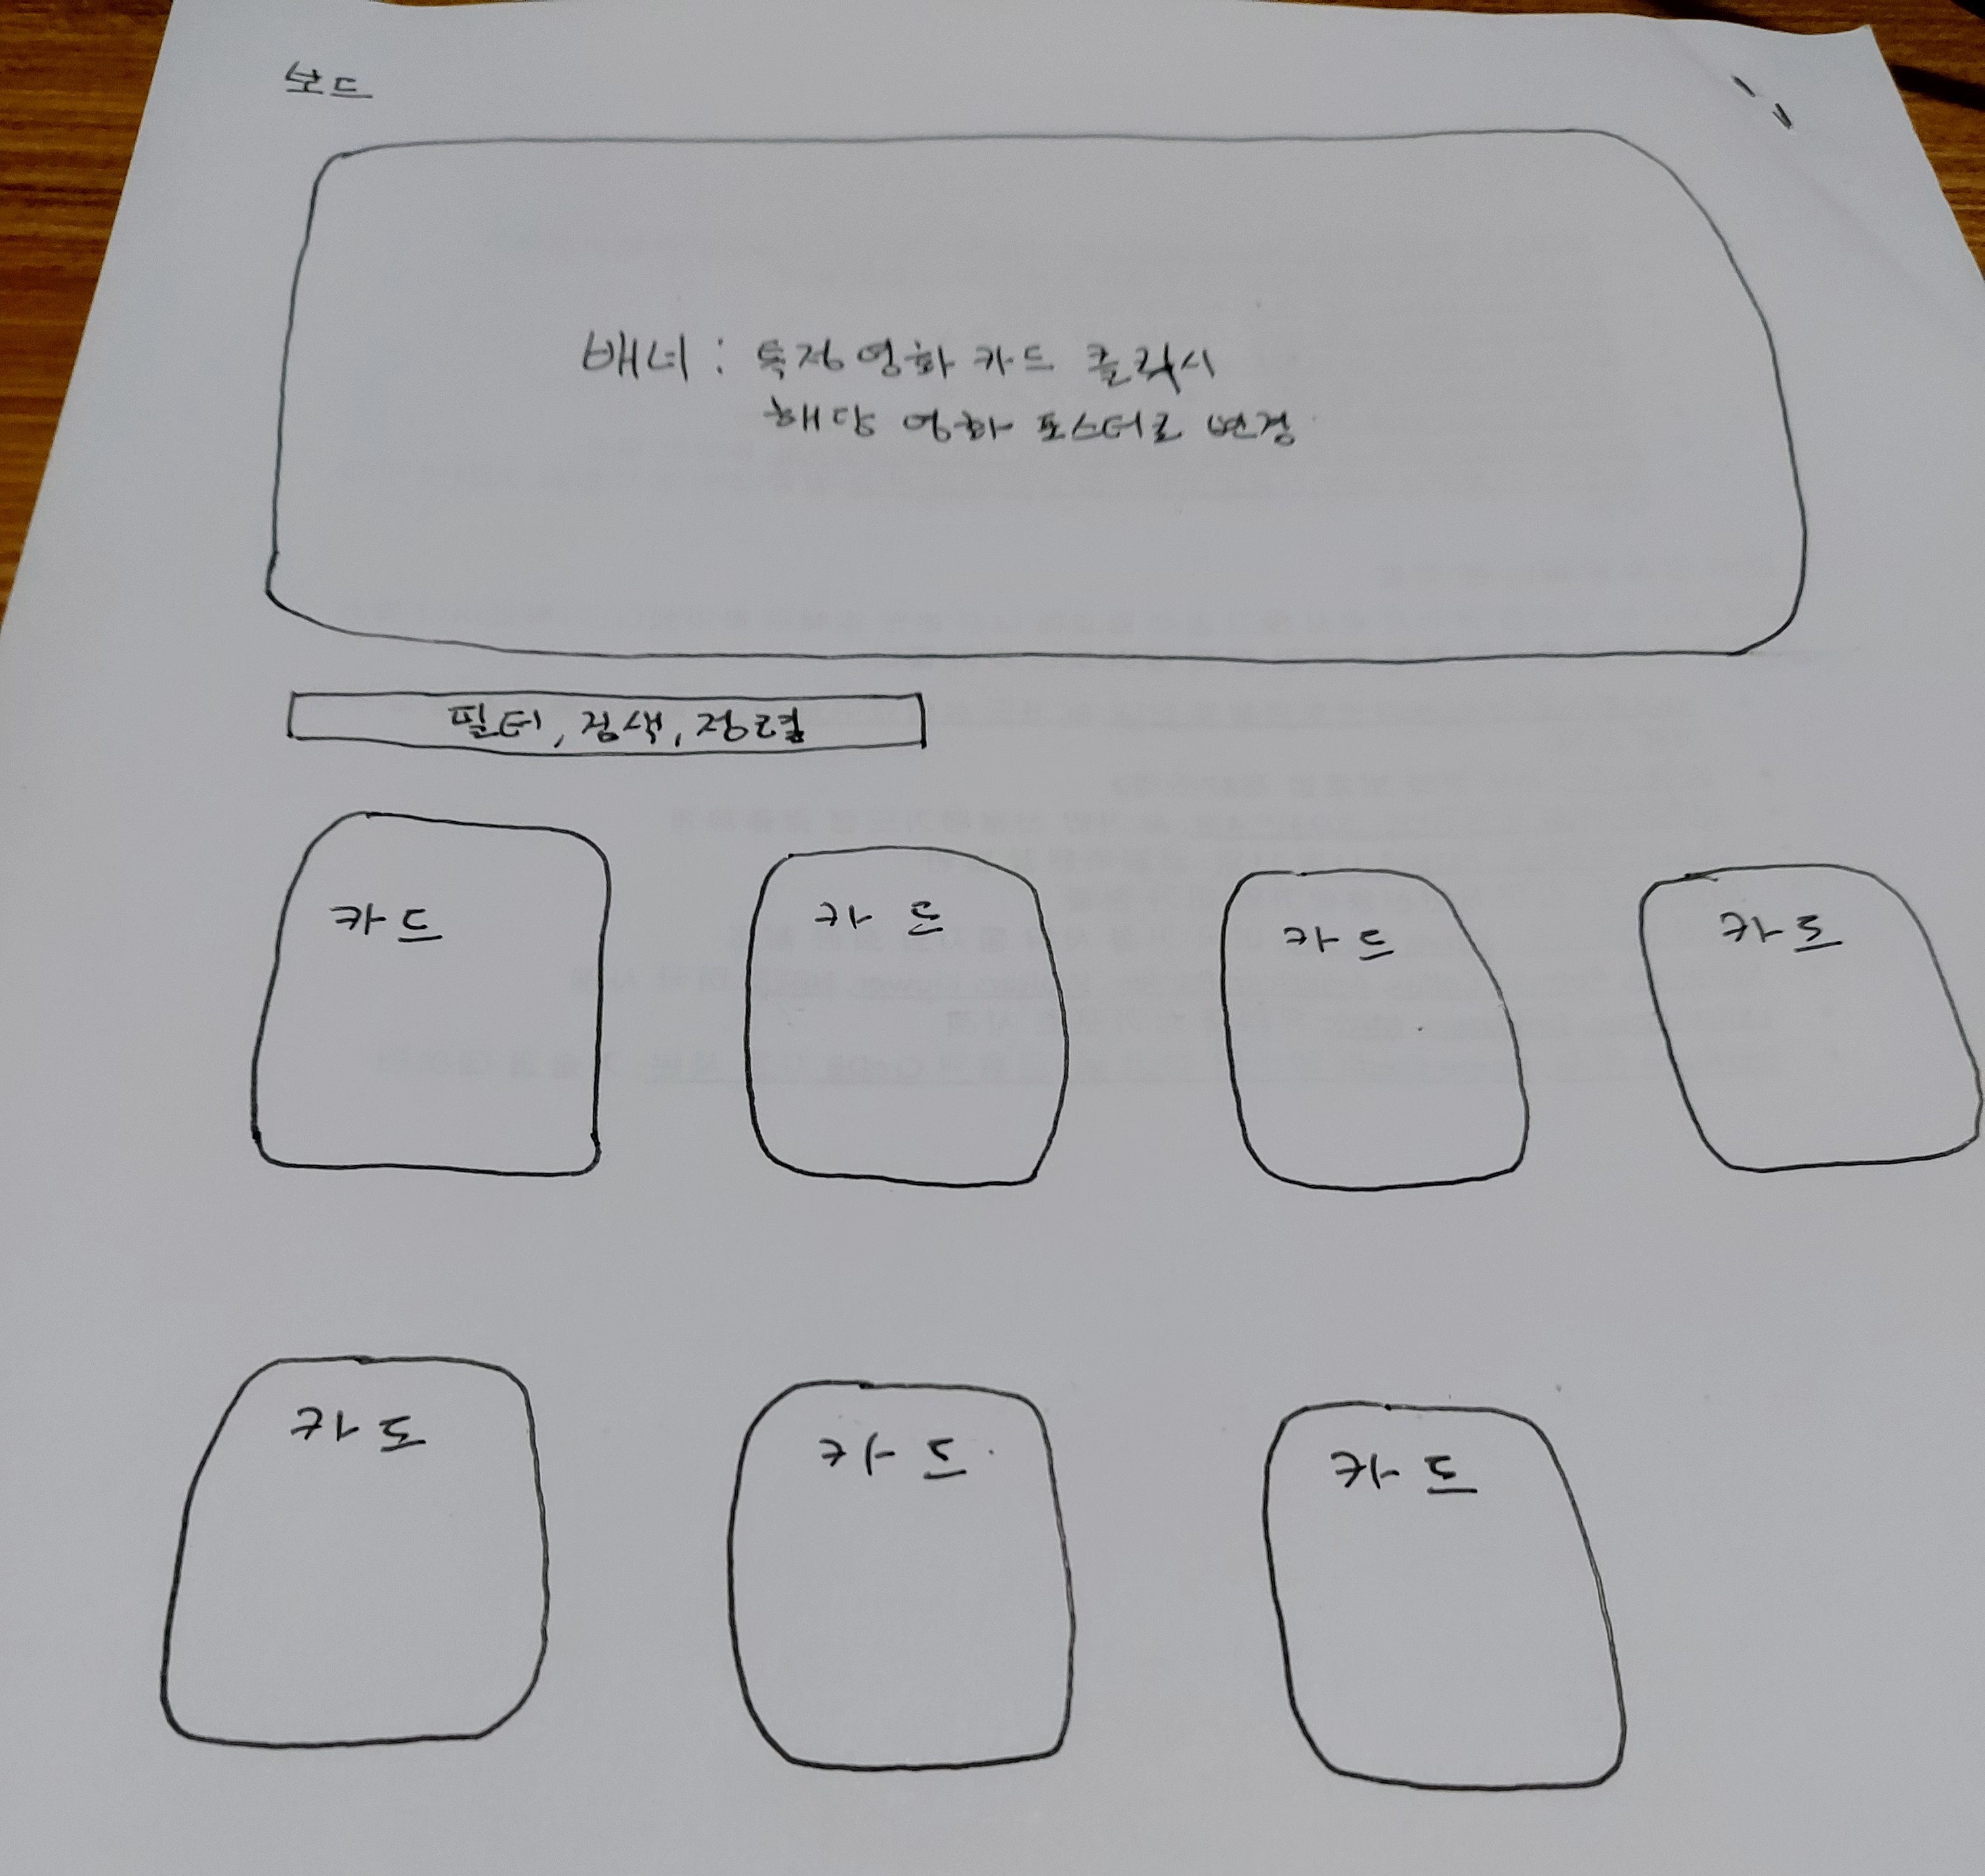 보드
배너 : 특정 영화 카드 클릭시
해당 영화 포스터로 변경
필터, 검색, 정렬
카드
카드
카드
카드
카드
카드
카드